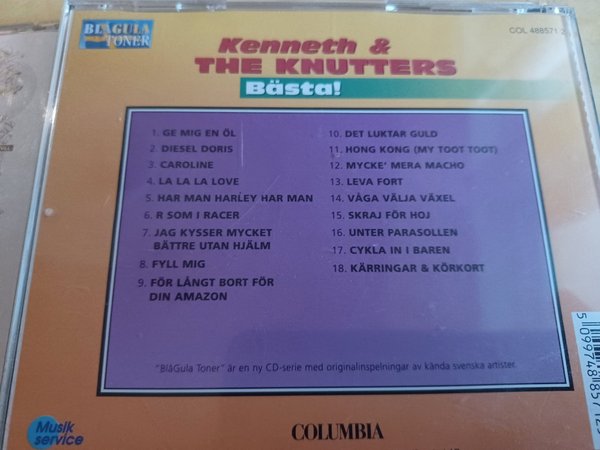 BLÅGULA
TONER
COL 488571 2
Kenneth &
THE KNUTTERS
Bästa!
1. GE MIG EN ÖL
2. DIESEL DORIS
3. CAROLINE
4. LA LA LA LOVE
5. HAR MAN HARLEY HAR MAN
6. R SOM I RACER
7. JAG KYSSER MYCKET
BÄTTRE UTAN HJÄLM
8. FYLL MIG
9. FÖR LÅNGT BORT FÖR
DIN AMAZON
10. DET LUKTAR GULD
11. HONG KONG (MY TOOT TOOT)
12. MYCKE' MERA MACHO
13. LEVA FORT
14. VÅGA VÄLJA VÄXEL
15. SKRAJ FÖR HOJ
16. UNTER PARASOLLEN
17. CYKLA IN I BAREN
18. KÄRRINGAR & KÖRKORT
"BlåGula Toner" är en ny CD-serie med originalinspelningar av kända svenska artister.
Musik
service
COLUMBIA
5 099748 857125